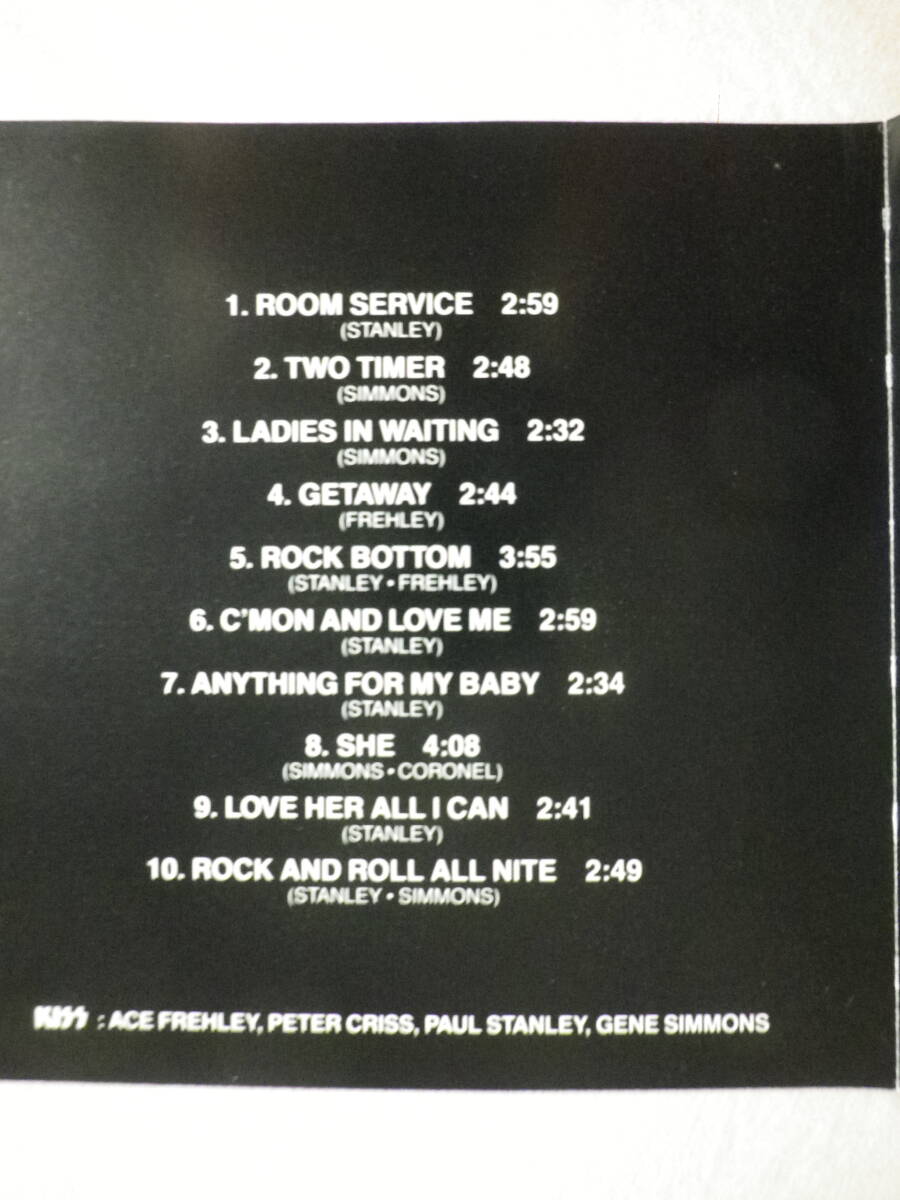 1. ROOM SERVICE 2:59
(STANLEY)
2. TWO TIMER 2:48
(SIMMONS)
3. LADIES IN WAITING 2:32
(SIMMONS)
4. GETAWAY 2:44
(FREHLEY)
5. ROCK BOTTOM 3:55
(STANLEY • FREHLEY)
6. C'MON AND LOVE ME 2:59
(STANLEY)
7. ANYTHING FOR MY BABY 2:34
(STANLEY)
8. SHE 4:08
(SIMMONS • CORONEL)
9. LOVE HER ALL I CAN 2:41
(STANLEY)
10. ROCK AND ROLL ALL NITE 2:49
(STANLEY • SIMMONS)
KISS : ACE FREHLEY, PETER CRISS, PAUL STANLEY, GENE SIMMONS